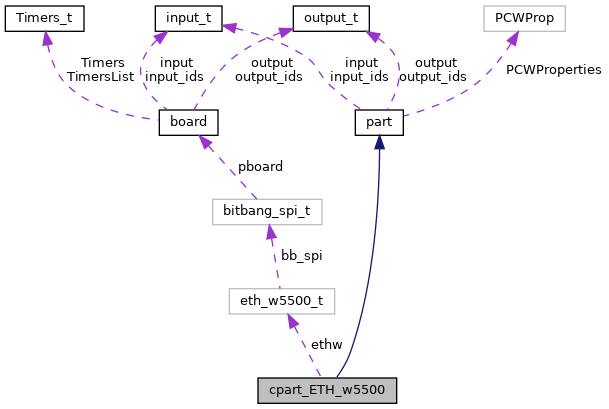 Timers_t
input_t
output_t
PCWProp
Timers
TimersList
input
input_ids
output
output_ids
input
input_ids
output
output_ids
PCWProperties
board
part
pboard
bitbang_spi_t
bb_spi
eth_w5500_t
ethw
cpart_ETH_w5500